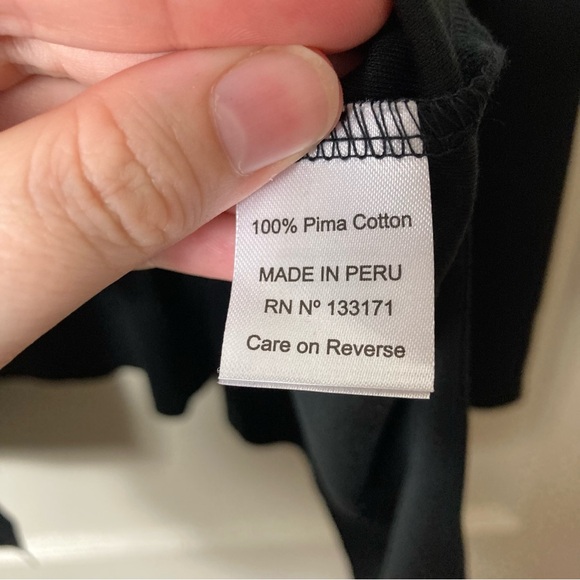 100% Pima Cotton
MADE IN PERU
RN Nº 133171
Care on Reverse